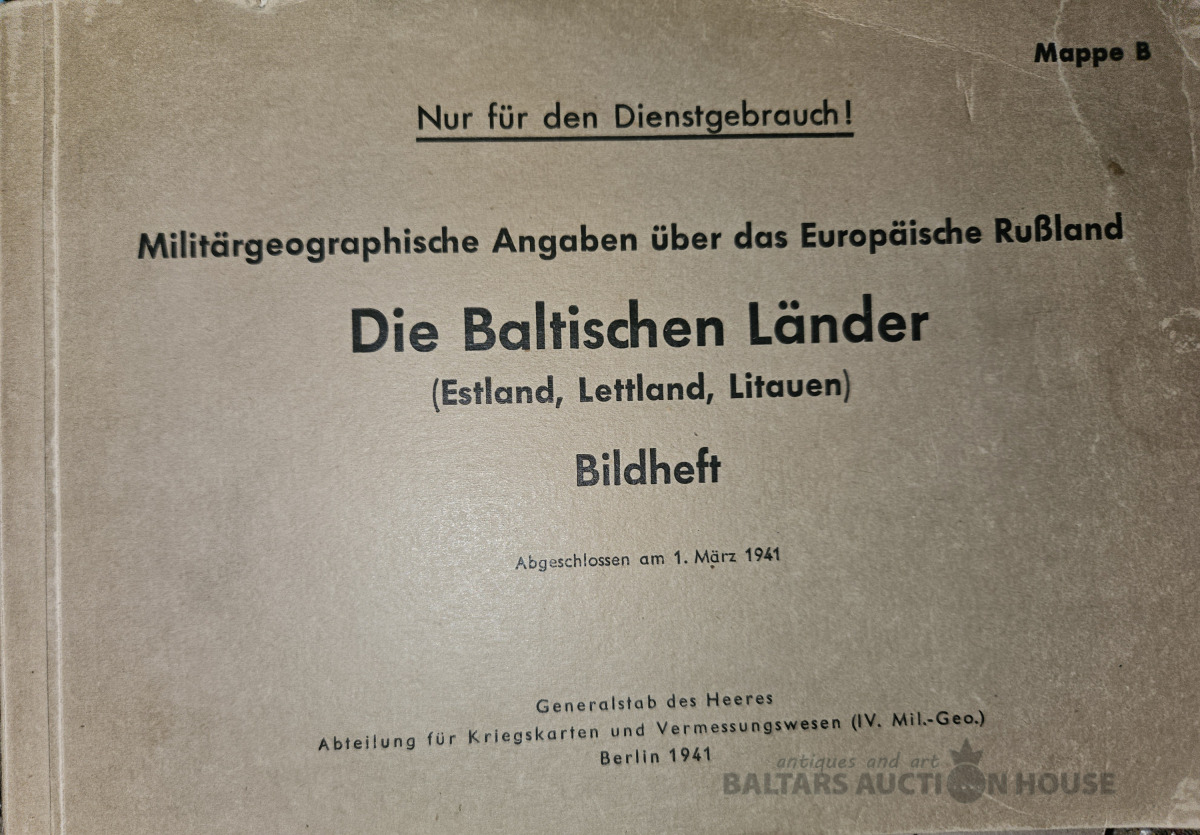 Mappe B
Nur für den Dienstgebrauch!
Militärgeographische Angaben über das Europäische Rußland
Die Baltischen Länder
(Estland, Lettland, Litauen)
Bildheft
Abgeschlossen am 1. März 1941
Generalstab des Heeres
Abteilung für Kriegskarten und Vermessungswesen (IV. Mil.-Geo.)
Berlin 1941
antiques and art
BALTARS AUCTION HOUSE